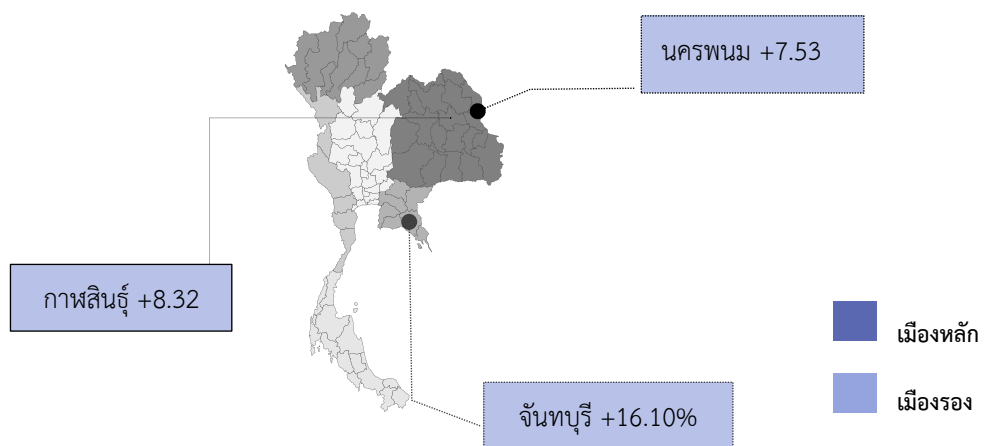 นครพนม +7.53
กาฬสินธุ์ +8.32
เมืองหลัก
เมืองรอง
จันทบุรี +16.10%